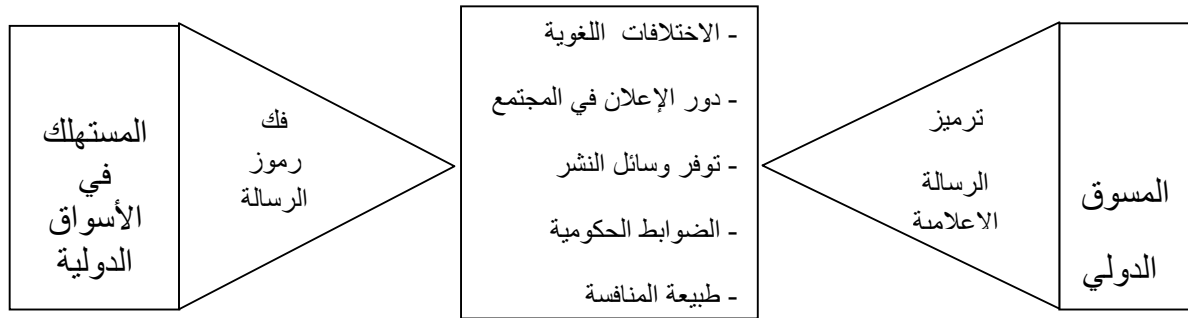 المسوق
الدولي
ترميز
الرسالة
الاعلامية
- الاختلافات اللغوية
- دور الإعلان في المجتمع
- توفر وسائل النشر
- الضوابط الحكومية
- طبيعة المنافسة
فك
رموز
الرسالة
المستهلك
في
الأسواق
الدولية